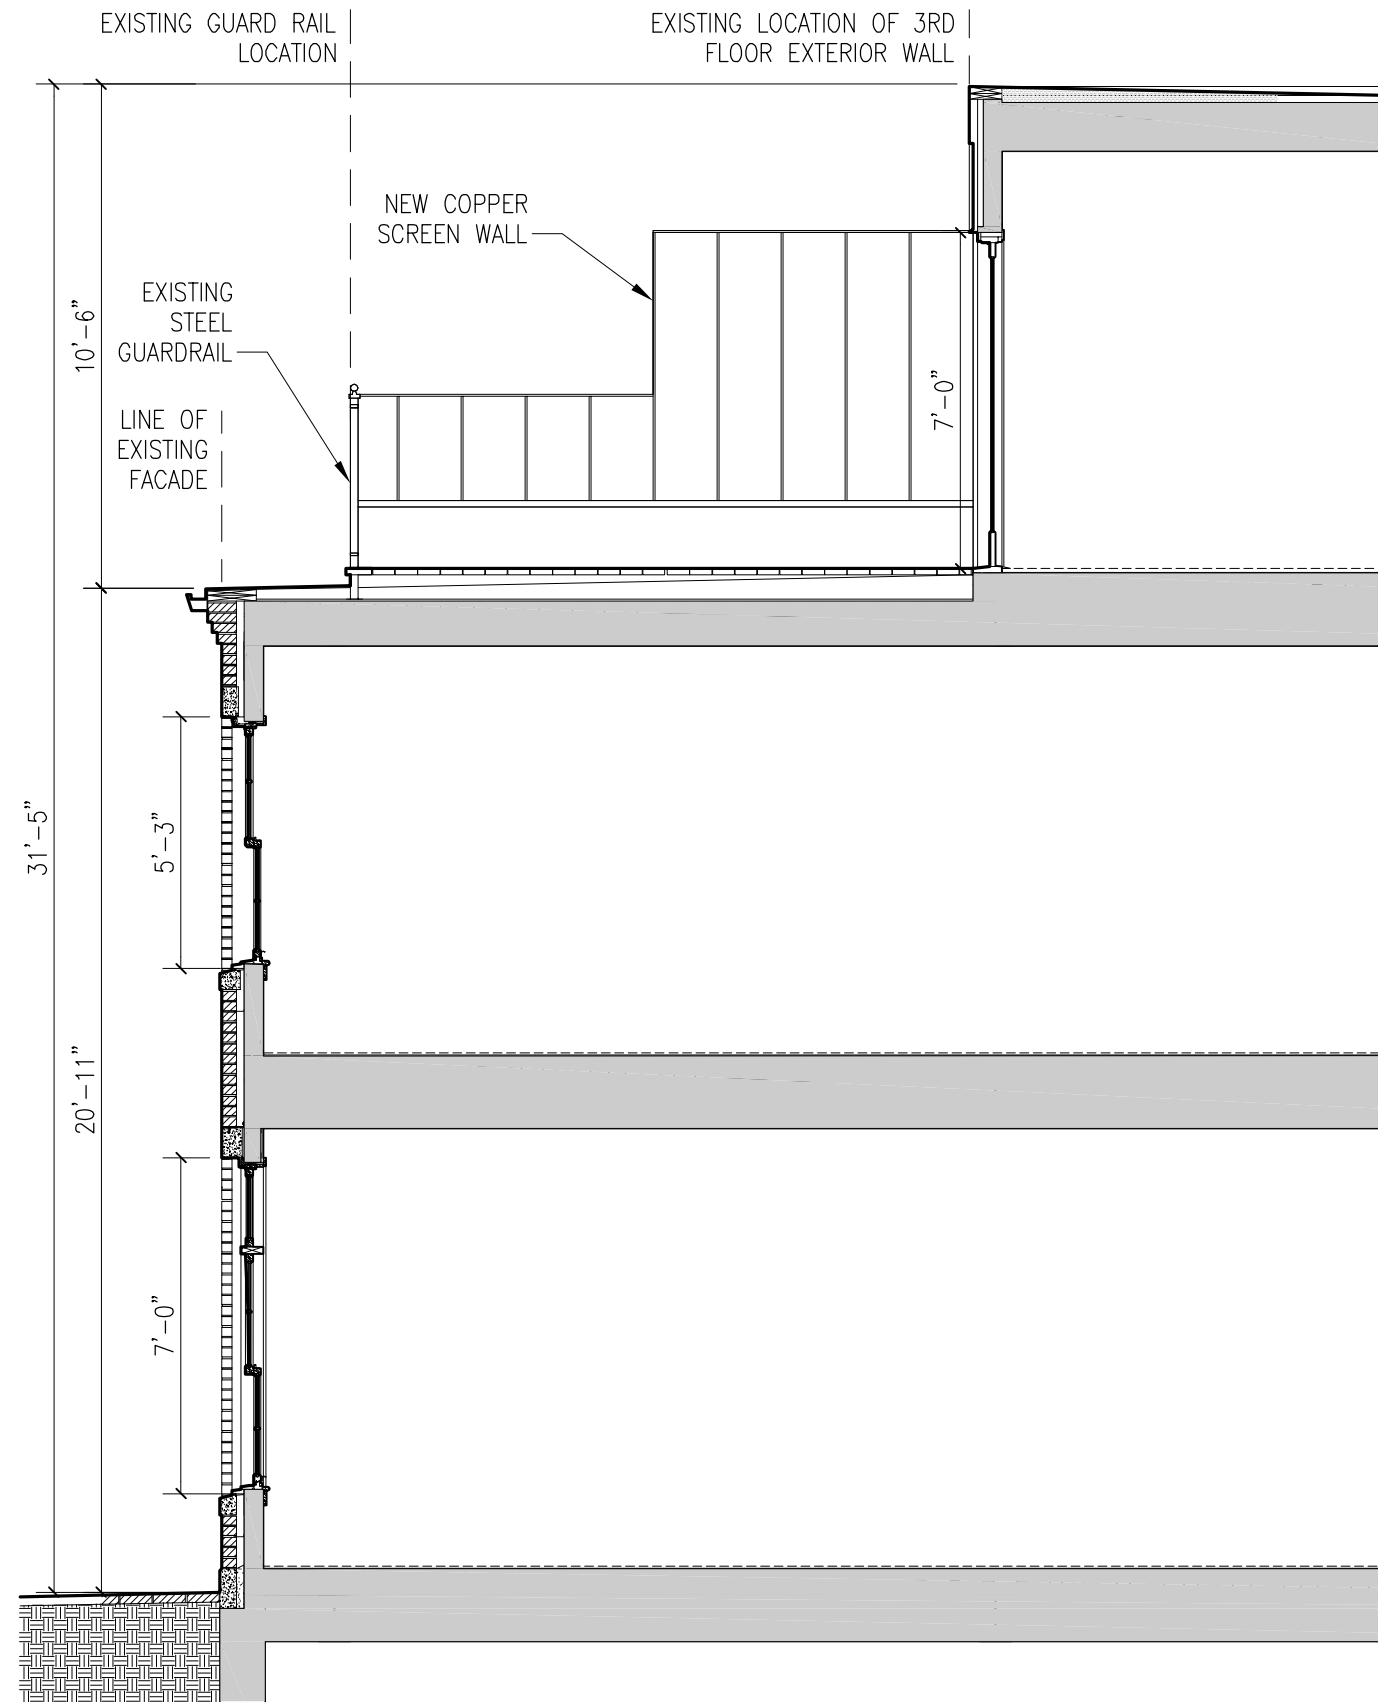 EXISTING GUARD RAIL
LOCATION
EXISTING LOCATION OF 3RD
FLOOR EXTERIOR WALL
NEW COPPER
SCREEN WALL
EXISTING
STEEL
GUARDRAIL
LINE OF
EXISTING
FACADE
10'-6"
7'-0"
31'-5"
5'-3"
20'-11"
7'-0"